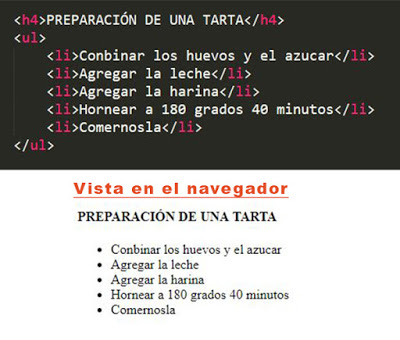 <h4>PREPARACIÓN DE UNA TARTA</h4>
<ul>
<li>Conbinar los huevos y el azucar</li>
<li>Agregar la leche</li>
<li>Agregar la harina</li>
<li>Hornear a 180 grados 40 minutos</li>
<li>Comernosla</li>
</ul>
Vista en el navegador
PREPARACIÓN DE UNA TARTA
• Conbinar los huevos y el azucar
• Agregar la leche
• Agregar la harina
• Hornear a 180 grados 40 minutos
• Comernosla